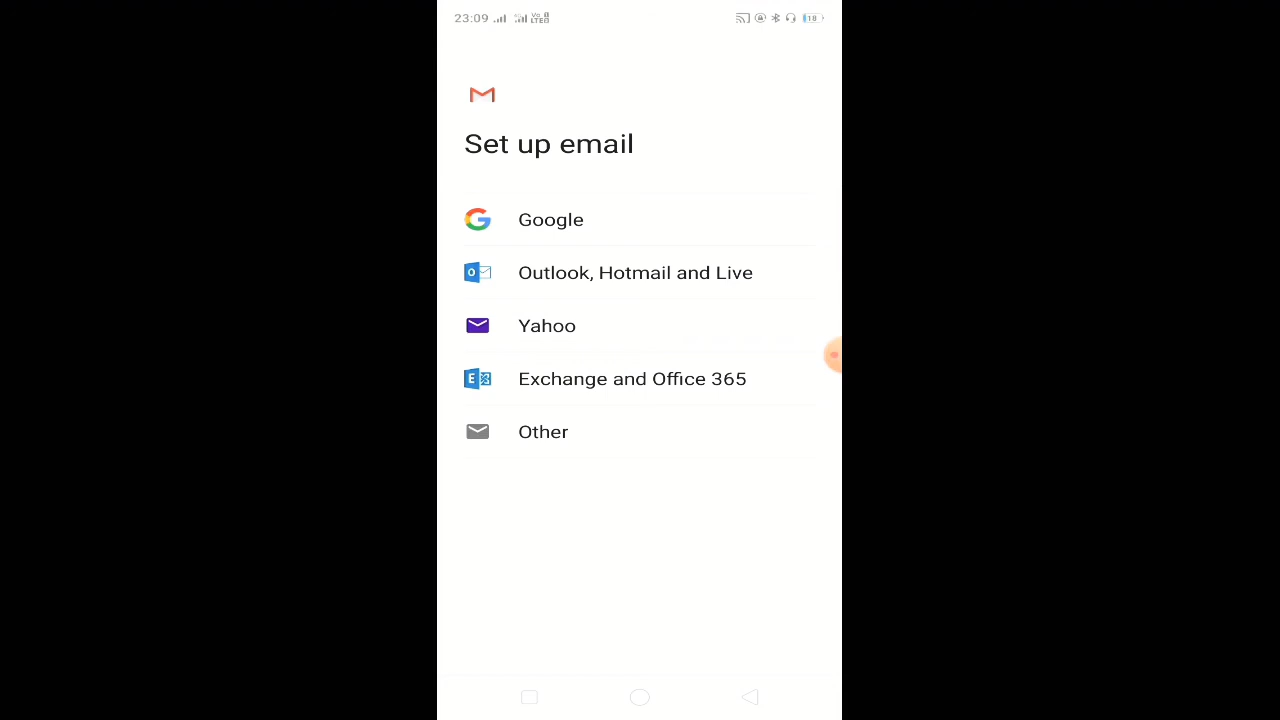 23:09
Set up email
Google
Outlook, Hotmail and Live
Yahoo
Exchange and Office 365
Other